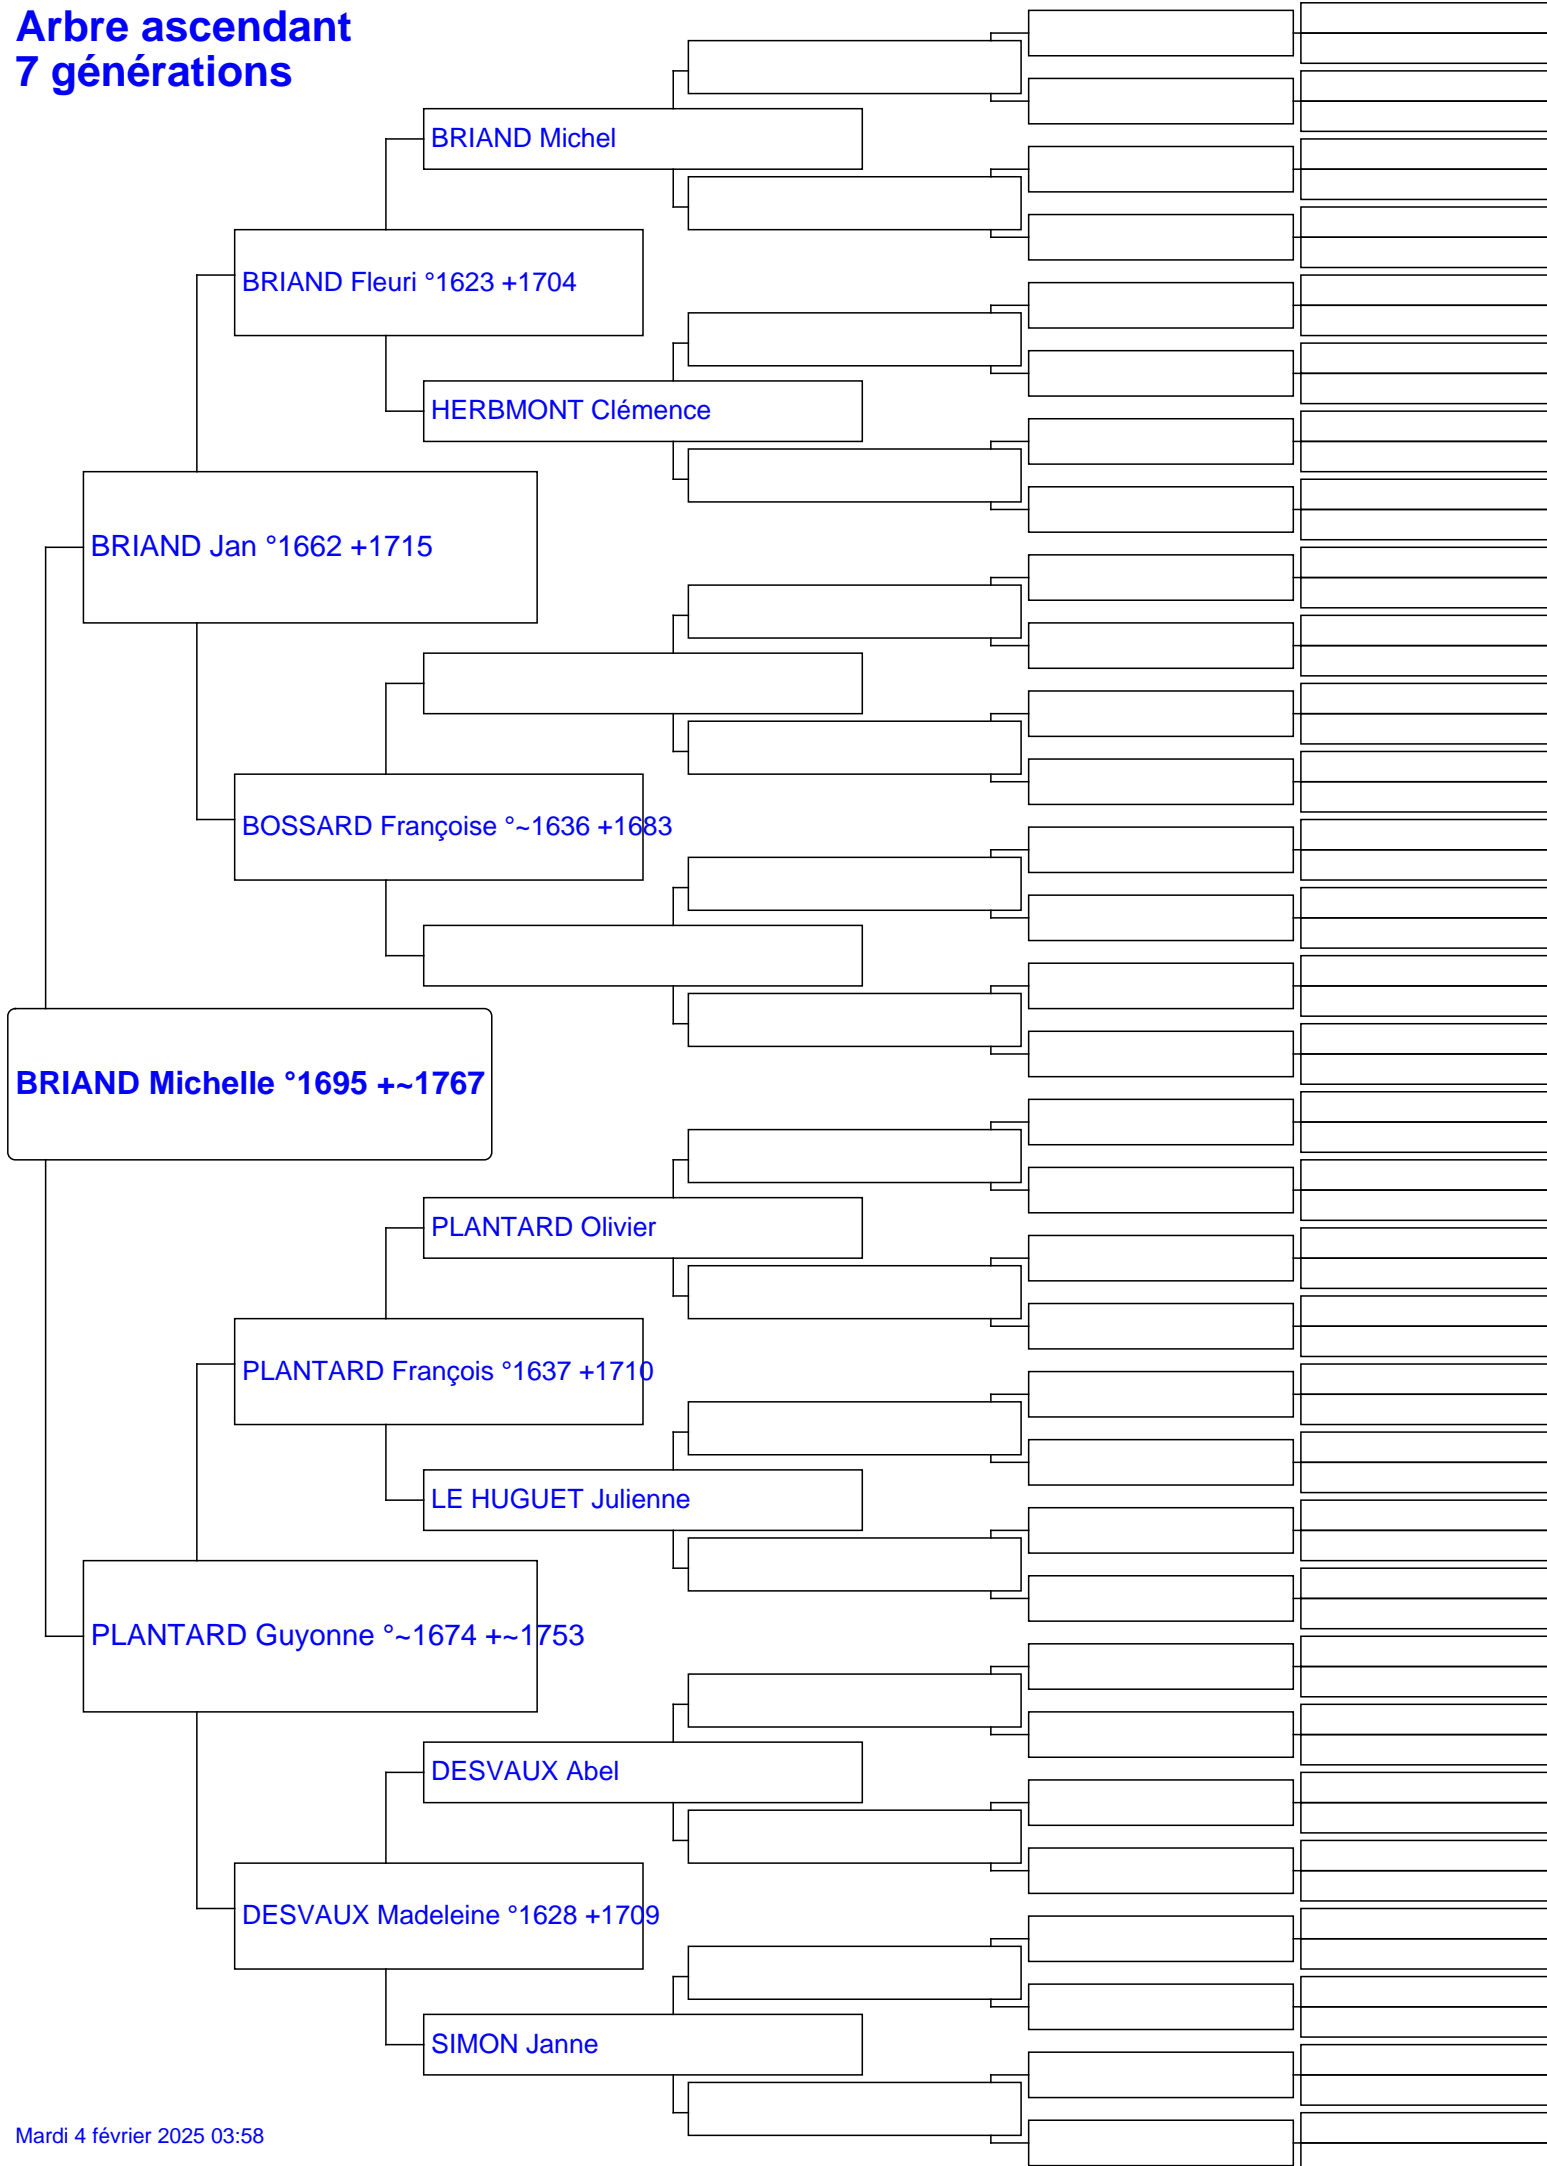 Arbre ascendant
7 générations
BRIAND Michel
BRIAND Fleuri °1623 +1704
HERBMONT Clémence
BRIAND Jan °1662 +1715
BOSSARD Françoise °~1636 +1683
BRIAND Michelle °1695 +~1767
PLANTARD Olivier
PLANTARD François °1637 +1710
LE HUGUET Julienne
PLANTARD Guyonne °~1674 +~1753
DESVAUX Abel
DESVAUX Madeleine °1628 +1709
SIMON Janne
Mardi 4 février 2025 03:58